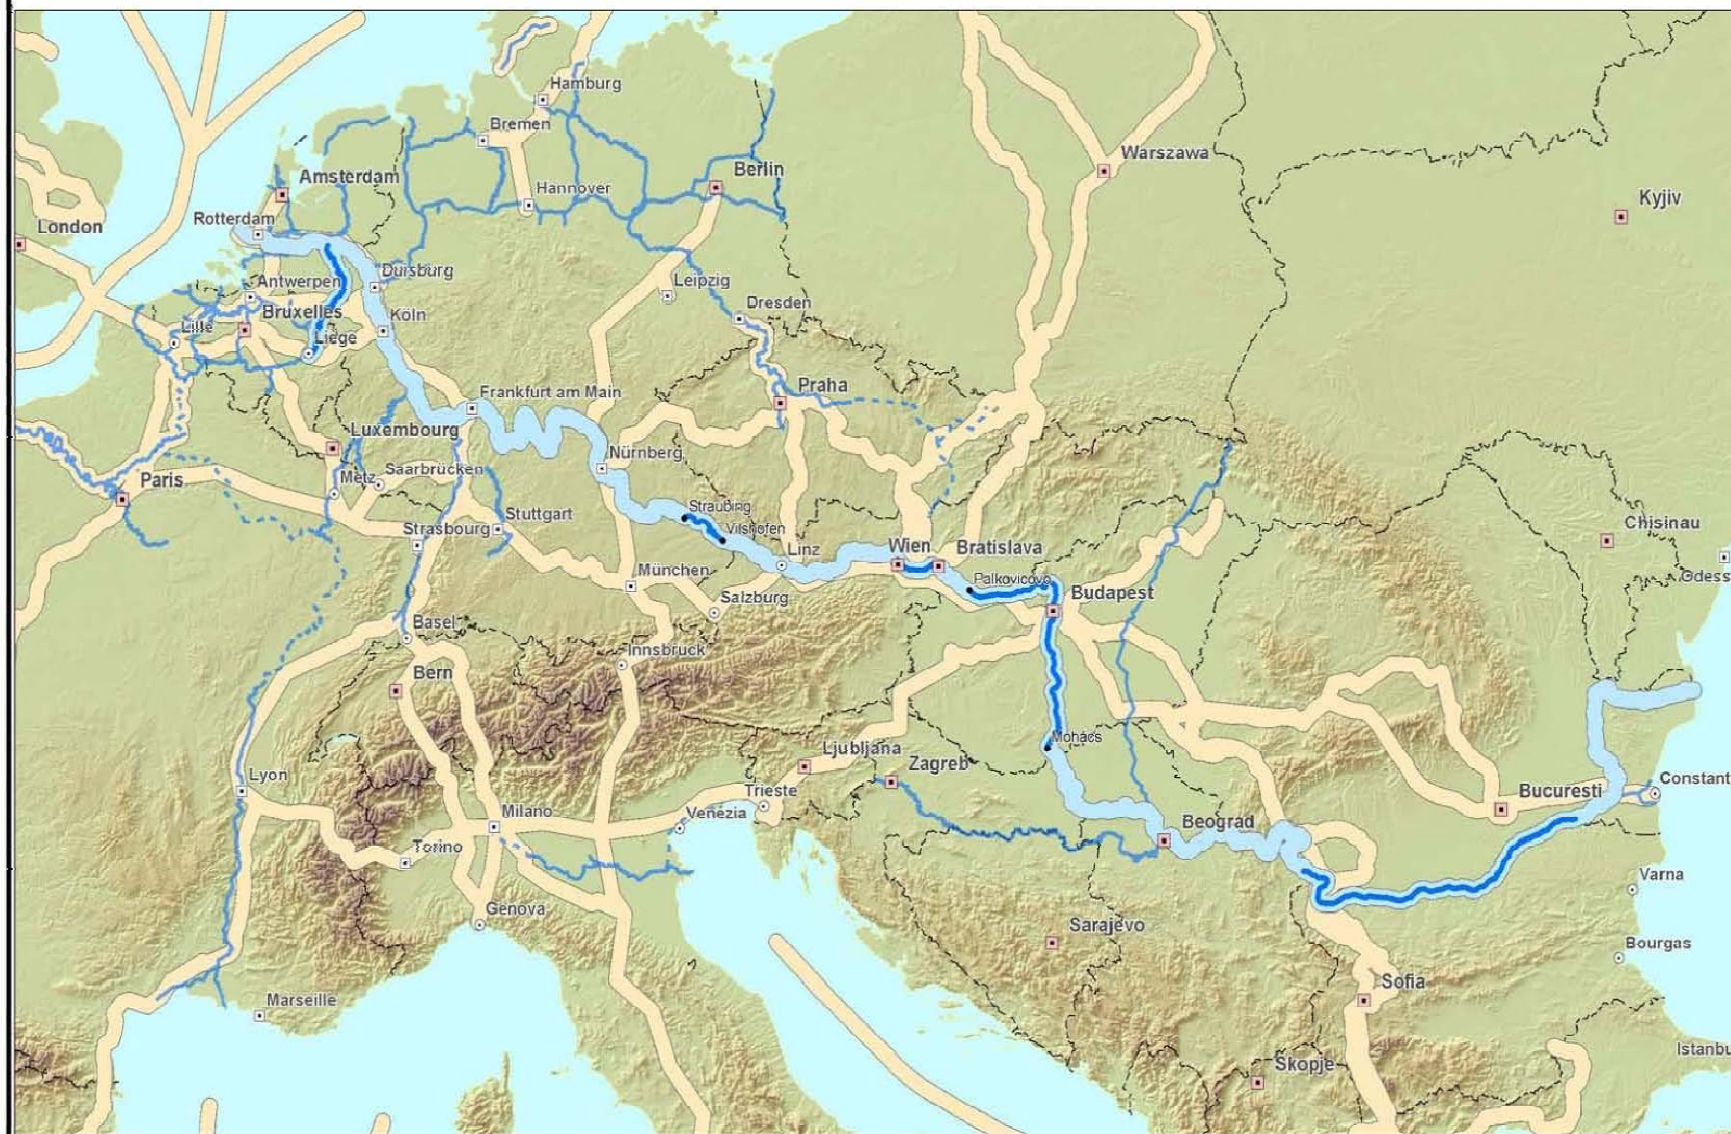 Hamburg
Bremen
Warszawa
Amsterdam
Berlin
Hannover
Kyjiv
Rotterdam
London
Duisburg
Antwerpen
Leipzig
Bruxelles
Dresden
Köln
Lille
Liège
Praha
Frankfurt am Main
Luxembourg
Nürnberg
Saarbrücken
Metz
Paris
Straubing
Stuttgart
Chisinau
Strasbourg
Vilshofen
Wien
Bratislava
Linz
München
Palkovicovo
Odess
Salzburg
Budapest
Basel
Innsbruck
Bern
Mohács
Ljubljana
Zagreb
Lyon
Constant
Trieste
Bucuresti
Milano
Venezia
Beograd
Torino
Varna
Genova
Sarajevo
Bourgas
Sofia
Marseille
Istanbu
Skopje